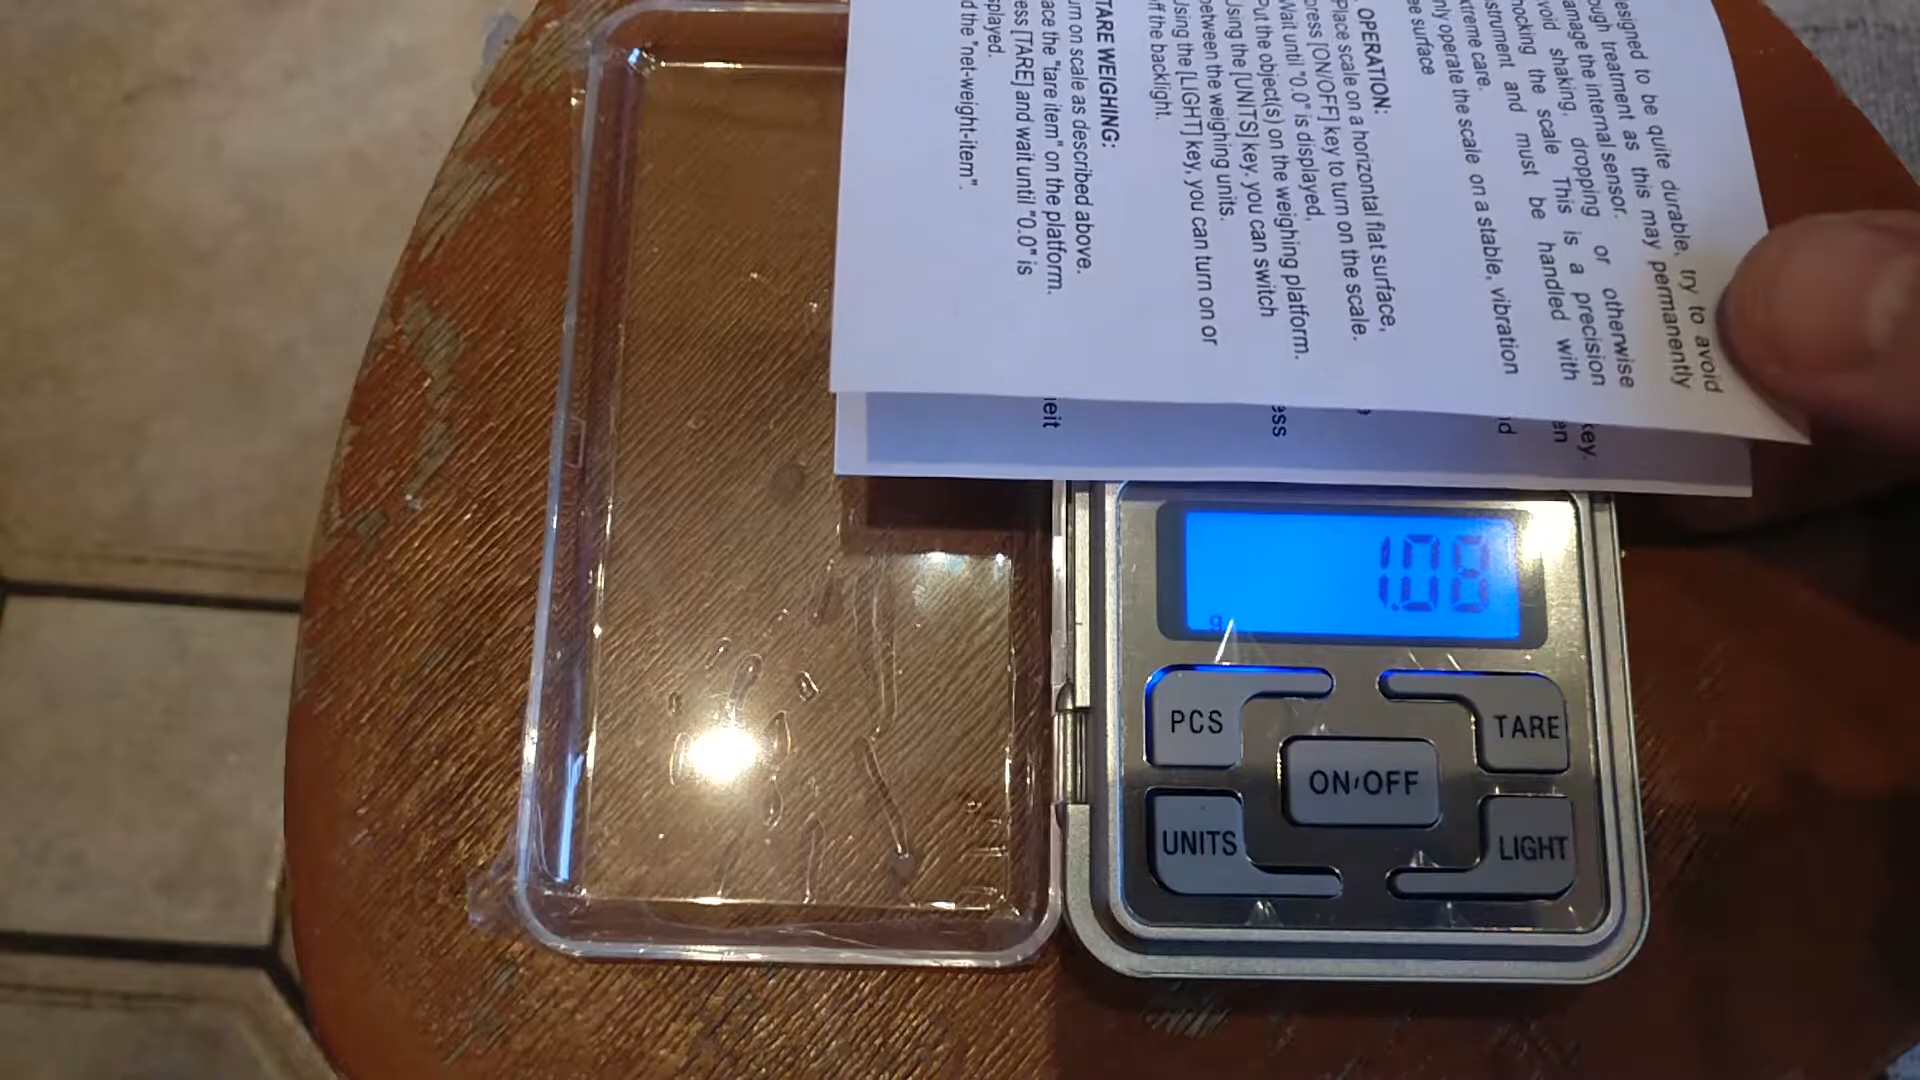 esigned to be quite durable, try to avoid
ough treatment as this may permanently
amage the internal sensor.
void shaking, dropping or otherwise
hocking the scale. This is a precision
strument and must be handled with
xtreme care.
nly operate the scale on a stable, vibration
ee surface
OPERATION:
Place scale on a horizontal flat surface,
press [ON/OFF] key to turn on the scale.
Wait until "0.0" is displayed,
Put the object(s) on the weighing platform.
Using the [UNITS] key, you can switch
between the weighing units.
Using the [LIGHT] key, you can turn on or
ff the backlight.
TARE WEIGHING:
urn on scale as described above.
ace the "tare item" on the platform.
ess [TARE] and wait until "0.0" is
splayed.
d the "net-weight-item".
key.
en
d
ess
eit
g
PCS
TARE
ON/OFF
UNITS
LIGHT